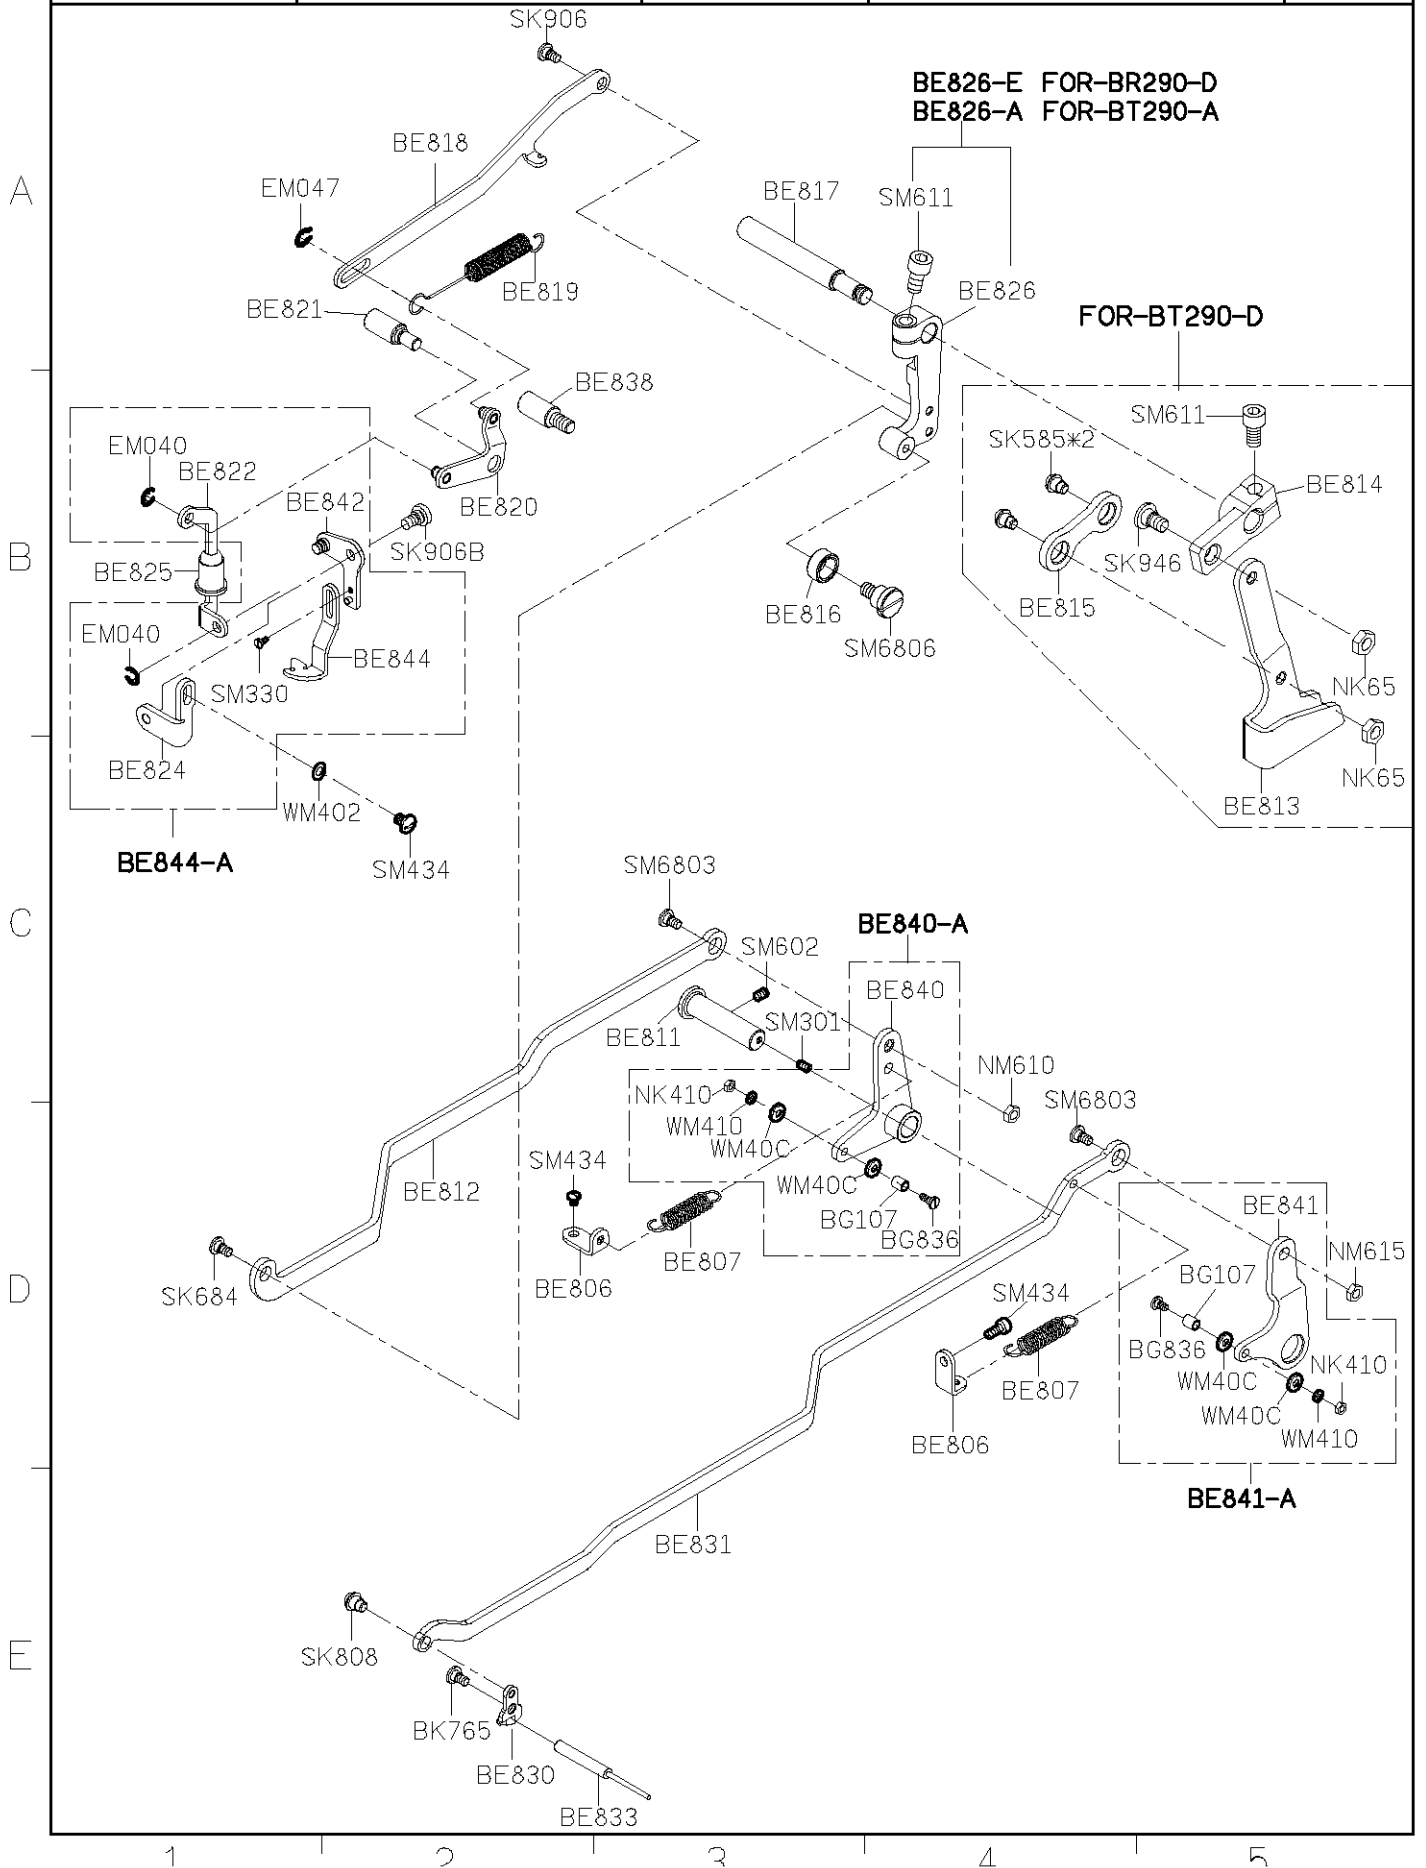 SK906
BE826-E FOR-BR290-D
BE826-A FOR-BT290-A
BE818
A
EM047
BE817
SM611
BE819
BE826
BE821
FOR-BT290-D
BE838
SM611
EM040
SK585*2
BE822
BE814
BE842
BE820
B
SK906B
BE825
SK946
BE816
BE815
EM040
SM6806
BE844
SM330
NK65
BE824
NK65
WM402
BE813
BE844-A
SM434
SM6803
C
BE840-A
SM602
BE840
SM301
BE811
NM610
NK410
SM6803
WM410
WM40C
SM434
WM40C
BE812
BE841
BG107
BG836
BE807
NM615
BE806
BG107
D
SK684
SM434
BG836
NK410
WM40C
BE807
WM40C
WM410
BE806
BE841-A
BE831
E
SK808
BK765
BE830
BE833
1 2 3 4 5